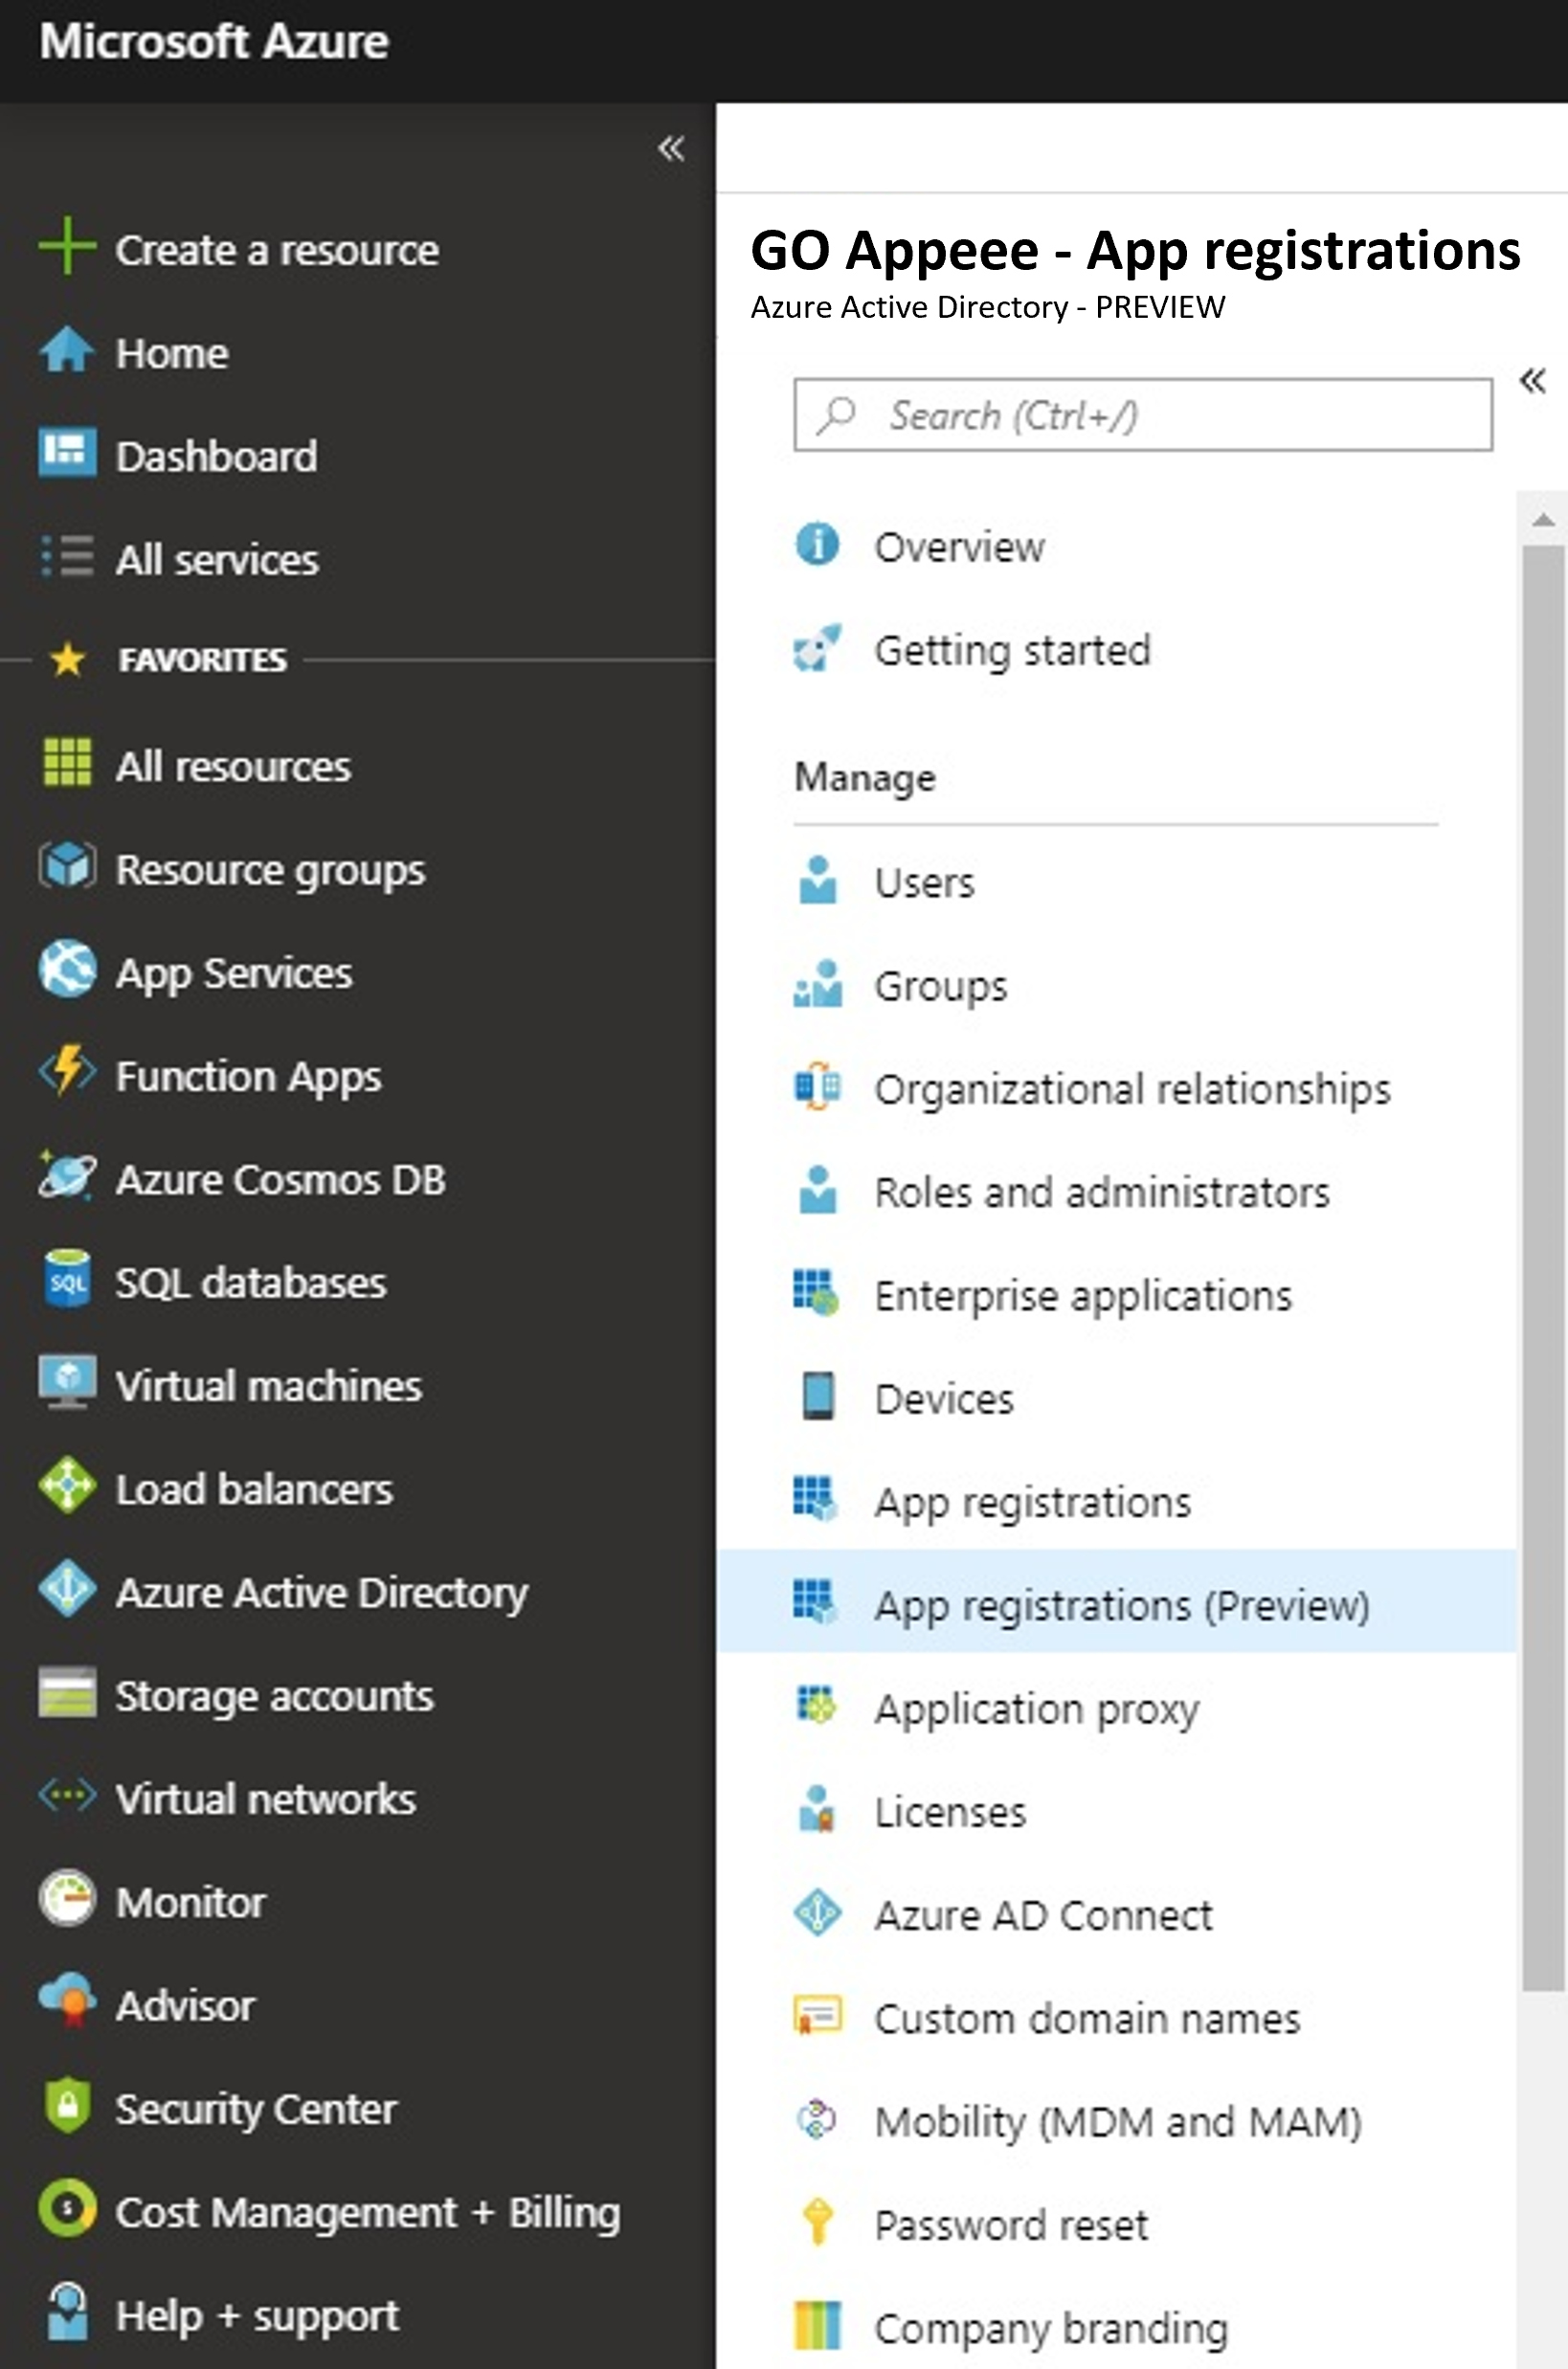 Microsoft Azure
Create a resource
Home
Dashboard
All services
FAVORITES
All resources
Resource groups
App Services
Function Apps
Azure Cosmos DB
SQL
SQL databases
Virtual machines
Load balancers
Azure Active Directory
Storage accounts
Virtual networks
Monitor
Advisor
Security Center
$
Cost Management + Billing
Help + support
GO Appeee - App registrations
Azure Active Directory - PREVIEW
Search (Ctrl+/)
Overview
Getting started
Manage
Users
Groups
Organizational relationships
Roles and administrators
Enterprise applications
Devices
App registrations
App registrations (Preview)
Application proxy
Licenses
Azure AD Connect
Custom domain names
Mobility (MDM and MAM)
Password reset
Company branding